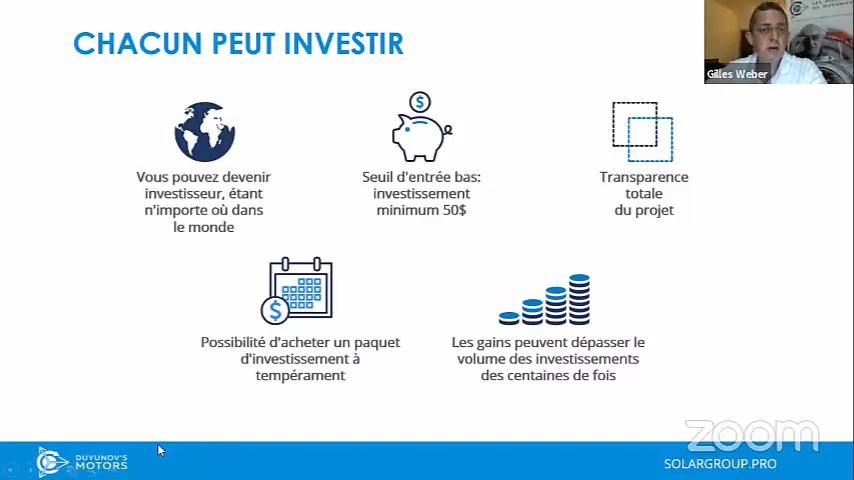 CHACUN PEUT INVESTIR
Gilles Weber
Vous pouvez devenir
investisseur, étant
n'importe où dans
le monde
Seuil d'entrée bas:
investissement
minimum 50$
Transparence
totale
du projet
Possibilité d'acheter un paquet
d'investissement à
tempérament
Les gains peuvent dépasser le
volume des investissements
des centaines de fois
zoom
DUYUNOV'S
MOTORS
SOLARGROUP.PRO